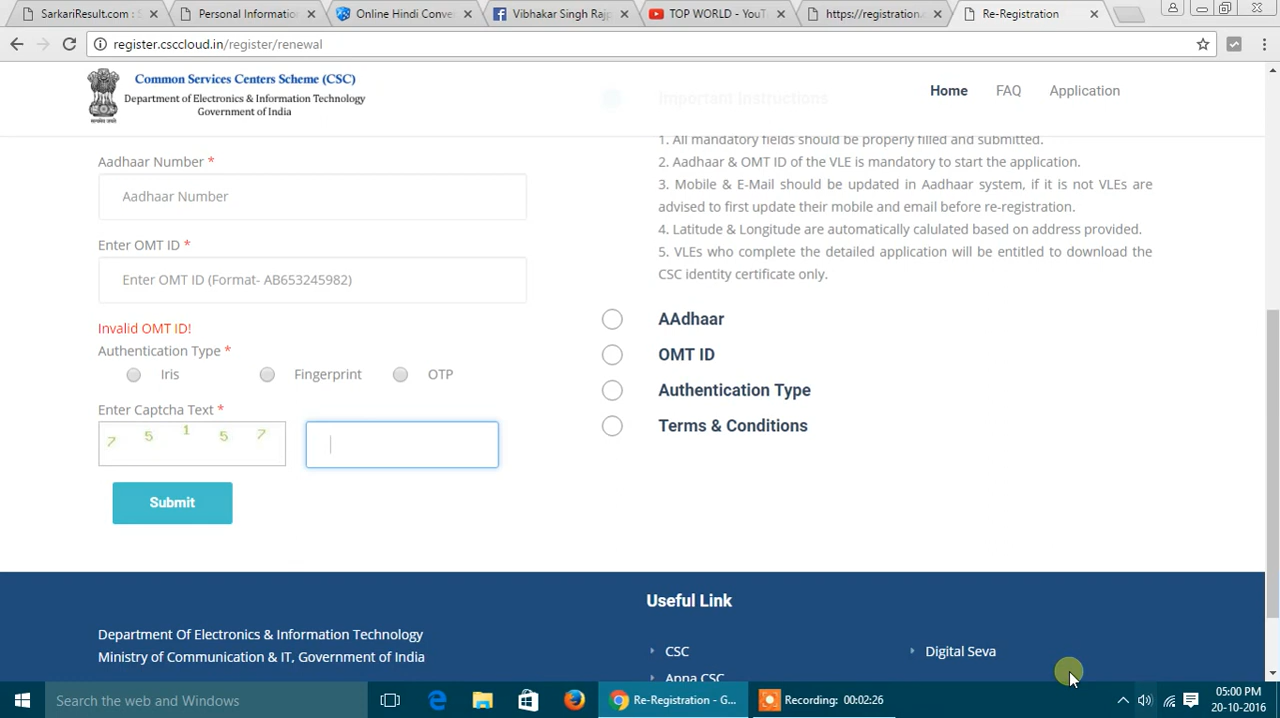 SarkariResult.com : Sa
Personal Information
Online Hindi Conver
Vibhakar Singh Rajp
TOP WORLD - YouT
https://registration.
Re-Registration
register.csccloud.in/register/renewal
Common Services Centers Scheme (CSC)
Department of Electronics & Information Technology
Government of India
Home
FAQ
Application
Important Instructions
1. All mandatory fields should be properly filled and submitted.
2. Aadhaar & OMT ID of the VLE is mandatory to start the application.
3. Mobile & E-Mail should be updated in Aadhaar system, if it is not VLEs are
advised to first update their mobile and email before re-registration.
4. Latitude & Longitude are automatically calulated based on address provided.
5. VLEs who complete the detailed application will be entitled to download the
CSC identity certificate only.
AAdhaar
OMT ID
Authentication Type
Terms & Conditions
Aadhaar Number *
Aadhaar Number
Enter OMT ID *
Enter OMT ID (Format- AB653245982)
Invalid OMT ID!
Authentication Type *
Iris
Fingerprint
OTP
Enter Captcha Text *
7 5 1 5 7
Submit
Department Of Electronics & Information Technology
Ministry of Communication & IT, Government of India
Useful Link
CSC
Digital Seva
Apna CSC
Search the web and Windows
Re-Registration - G...
Recording: 00:02:26
05:00 PM
20-10-2016